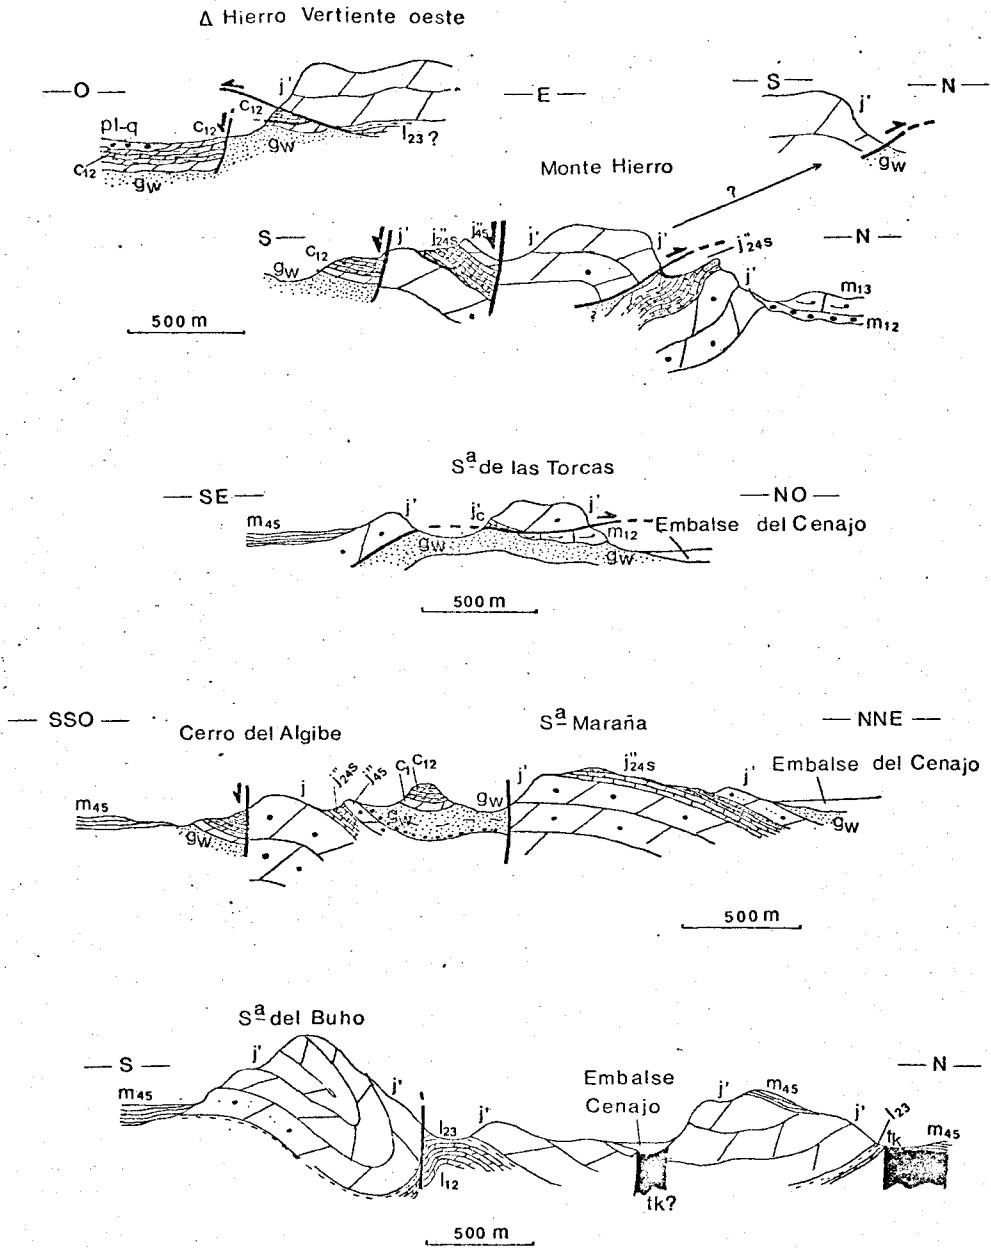 Δ Hierro Vertiente oeste
— O —
— E —
— S —
— N —
j'
c12
c12
pl-q
c12
gw
l23 ?
gw
j'
gw
Monte Hierro
?
— S —
— N —
gw
c12
j'
j"24s
j"45
j'
j'
j"24s
j'
?
m13
m12
500 m
Sª de las Torcas
— SE —
— NO —
m45
j'
j'c
j'
m12
Embalse del Cenajo
gw
gw
500 m
— SSO —
— NNE —
Cerro del Algibe
Sª Maraña
m45
gw
j
j"24s
j"45
c1
c12
gw
gw
j'
j"24s
j'
Embalse del Cenajo
gw
500 m
Sª del Buho
— S —
— N —
m45
j'
j'
l23
j'
l12
Embalse
Cenajo
tk?
j'
m45
j'
l23
tk
m45
500 m